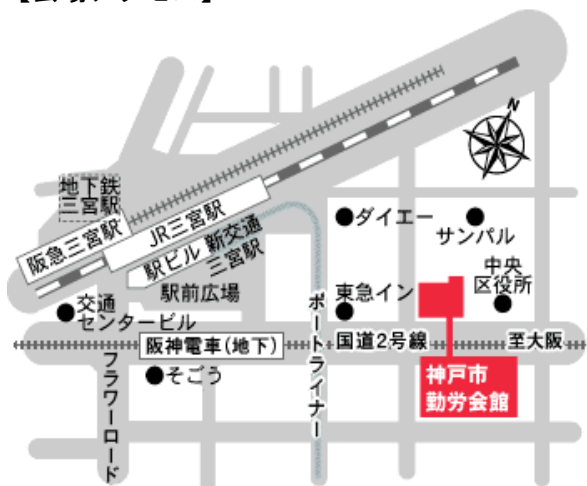 N
地下鉄
三宮駅
阪急三宮駅
JR三宮駅
駅ビル
新交通
三宮駅
駅前広場
ダイエー
サンパル
中央
区役所
東急イン
交通
センタービル
阪神電車(地下)
国道2号線
至大阪
そごう
フラワーロード
ポートライナー
神戸市
勤労会館